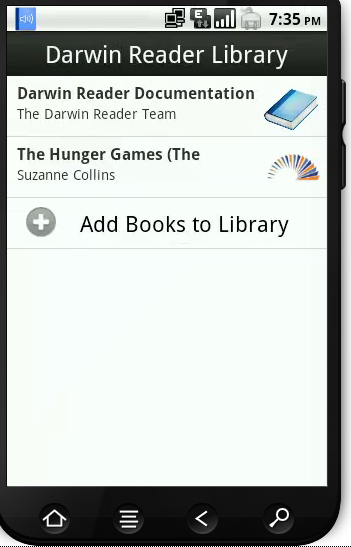 7:35 PM
Darwin Reader Library
Darwin Reader Documentation
The Darwin Reader Team
The Hunger Games (The
Suzanne Collins
Add Books to Library